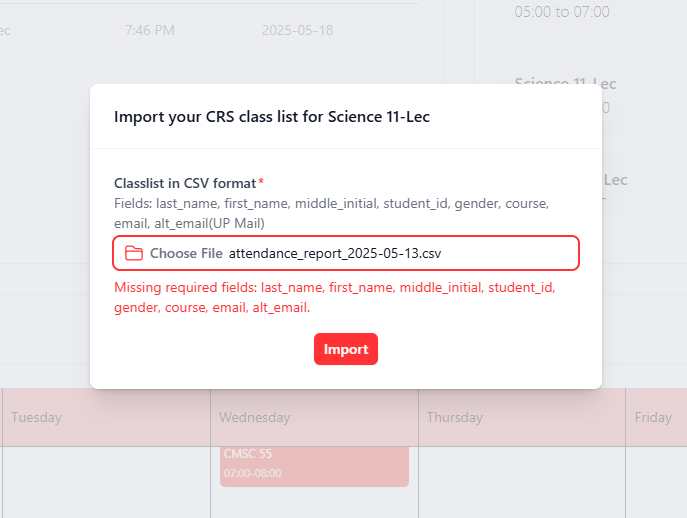 ec 7:46 PM 2025-05-18
05:00 to 07:00
Science 11-Lec
0
Lec
Import your CRS class list for Science 11-Lec
Classlist in CSV format*
Fields: last_name, first_name, middle_initial, student_id, gender, course,
email, alt_email(UP Mail)
Choose File attendance_report_2025-05-13.csv
Missing required fields: last_name, first_name, middle_initial, student_id,
gender, course, email, alt_email.
Import
Tuesday Wednesday Thursday Friday
CMSC 55
07:00-08:00